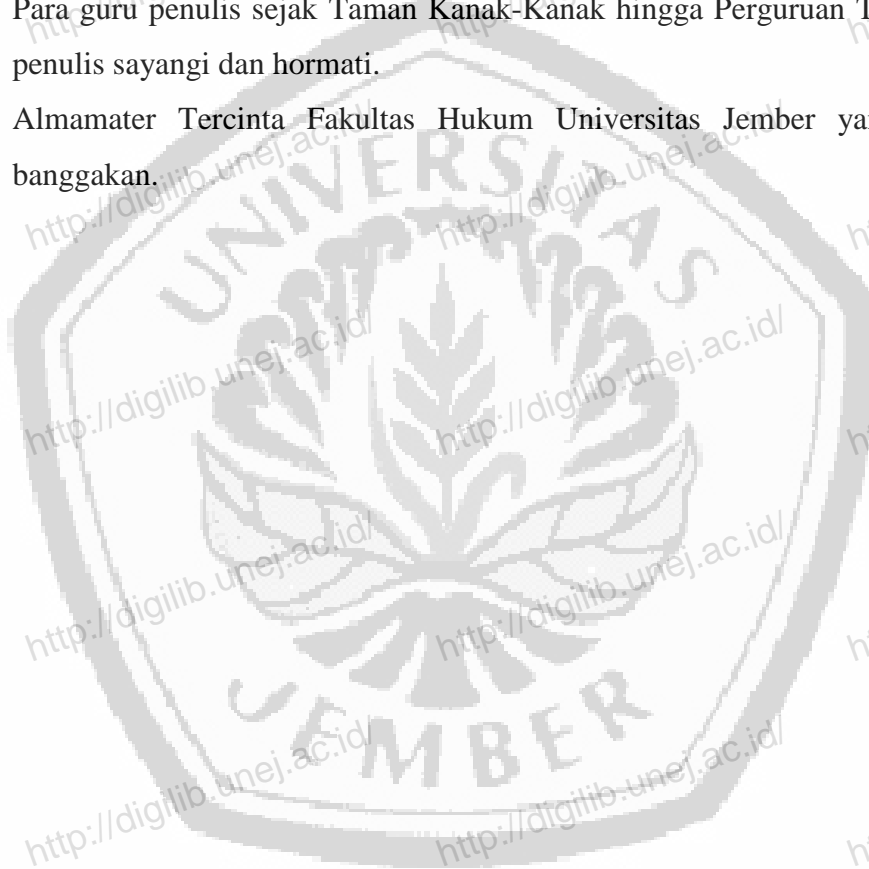 Para guru penulis sejak Taman Kanak-Kanak hingga Perguruan T
penulis sayangi dan hormati.
Almamater Tercinta Fakultas Hukum Universitas Jember ya
banggakan.
http://digilib.unej.ac.id/ http://digilib.unej.ac.id/
UNIVERSITAS
http://digilib.unej.ac.id/ http://digilib.unej.ac.id/
http://digilib.unej.ac.id/ http://digilib.unej.ac.id/
JEMBER
http://digilib.unej.ac.id/ http://digilib.unej.ac.id/